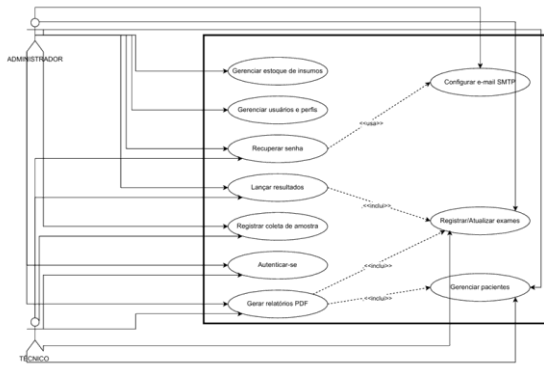 ADMINISTRADOR
Gerenciar estoque de insumos
Configurar e-mail SMTP
Gerenciar usuários e perfis
<<usa>>
Recuperar senha
Lançar resultados
<<inclui>>
Registrar/Atualizar exames
Registrar coleta de amostra
Autenticar-se
<<inclui>>
Gerenciar pacientes
Gerar relatórios PDF
<<inclui>>
TÉCNICO